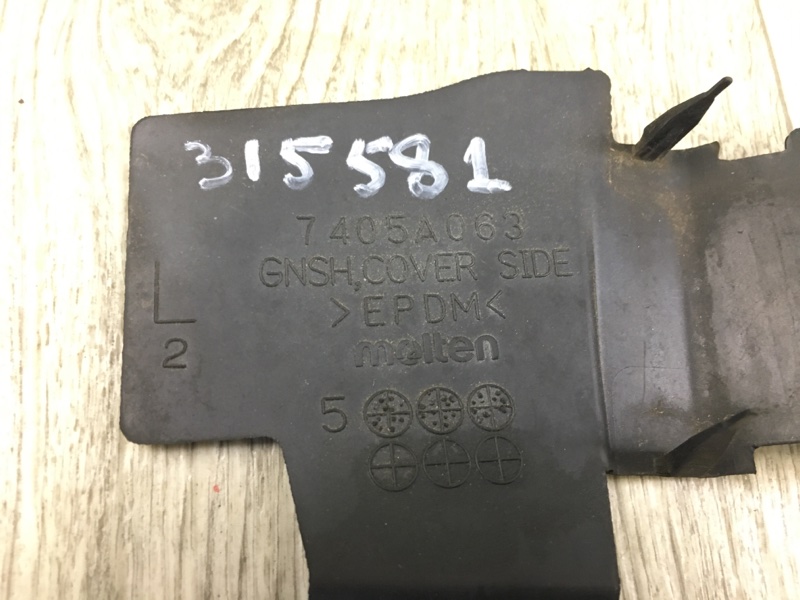 315581
7405A063
GNSH,COVER SIDE
>EPDM<
L
2
molten
5